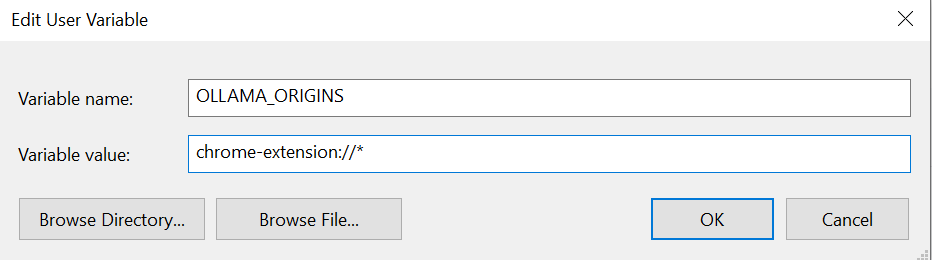 Edit User Variable
Variable name: OLLAMA_ORIGINS
Variable value: chrome-extension://*
Browse Directory... Browse File... OK Cancel